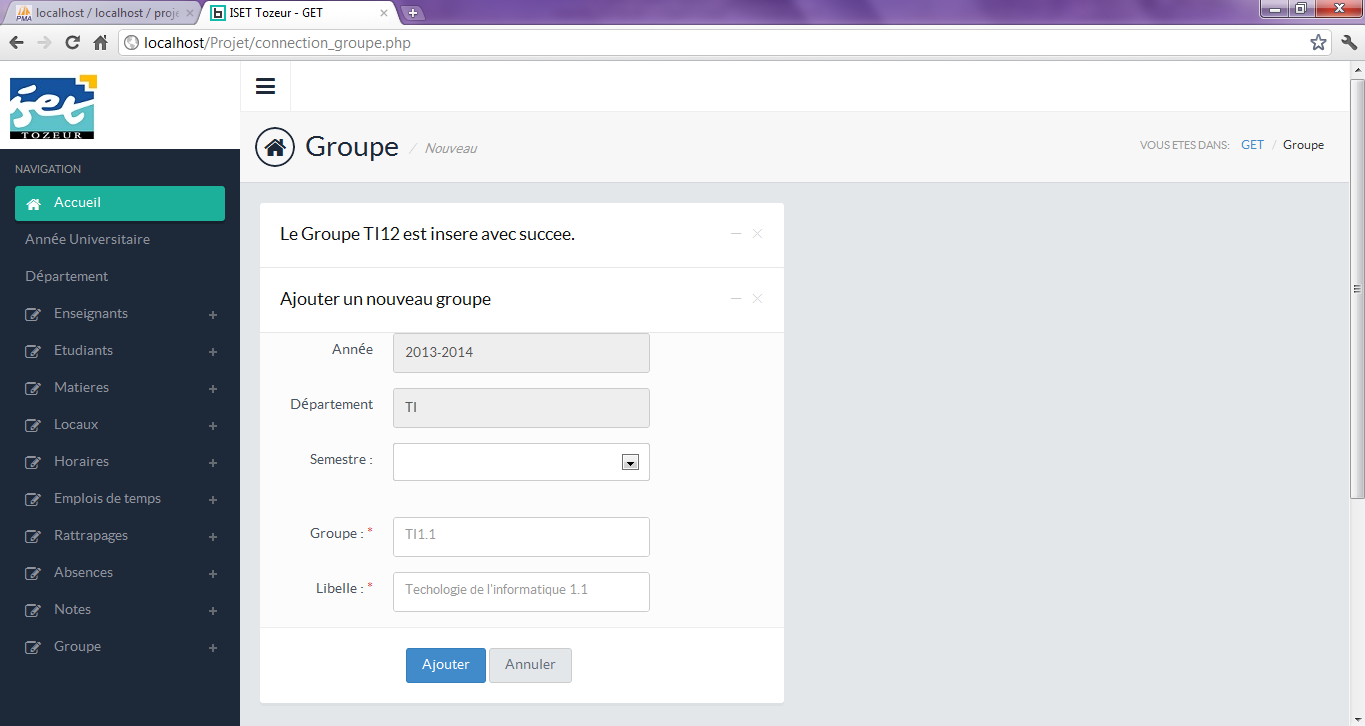 localhost / localhost / proje
ISET Tozeur - GET
localhost/Projet/connection_groupe.php
iset
TOZEUR
NAVIGATION
Accueil
Année Universitaire
Département
Enseignants
Etudiants
Matieres
Locaux
Horaires
Emplois de temps
Rattrapages
Absences
Notes
Groupe
Groupe / Nouveau
VOUS ETES DANS: GET / Groupe
Le Groupe TI12 est insere avec succee.
Ajouter un nouveau groupe
Année 2013-2014
Département TI
Semestre :
Groupe : * TI1.1
Libelle : * Techologie de l'informatique 1.1
Ajouter Annuler